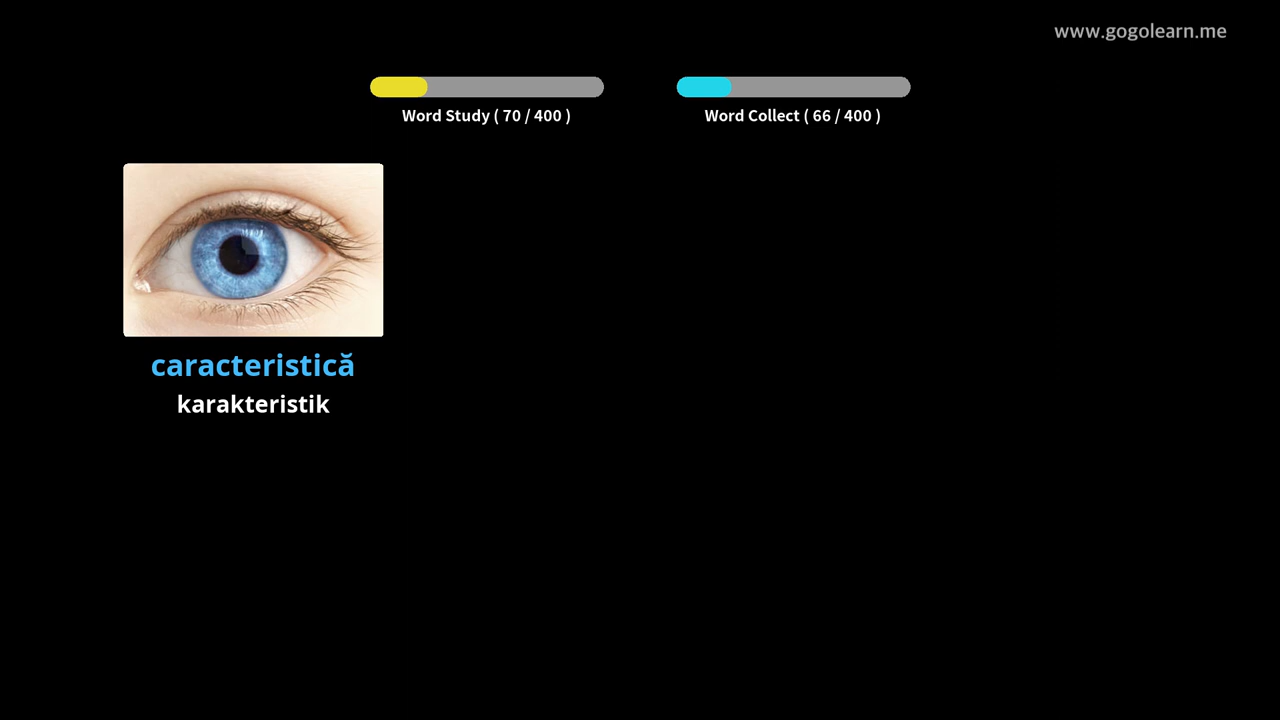 www.gogolearn.me
Word Study ( 70 / 400 )
Word Collect ( 66 / 400 )
caracteristică
karakteristik